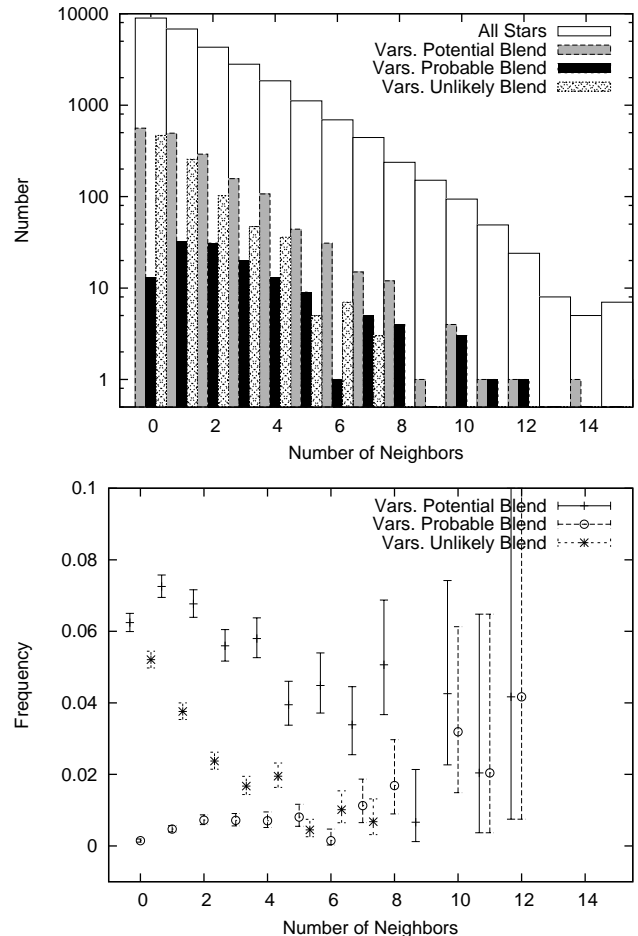 All Stars
Vars. Potential Blend
Vars. Probable Blend
Vars. Unlikely Blend
10000
1000
100
10
1
Number
0 2 4 6 8 10 12 14
Number of Neighbors
0.1
0.08
0.06
0.04
0.02
0
Frequency
Vars. Potential Blend
Vars. Probable Blend
Vars. Unlikely Blend
0 2 4 6 8 10 12 14
Number of Neighbors